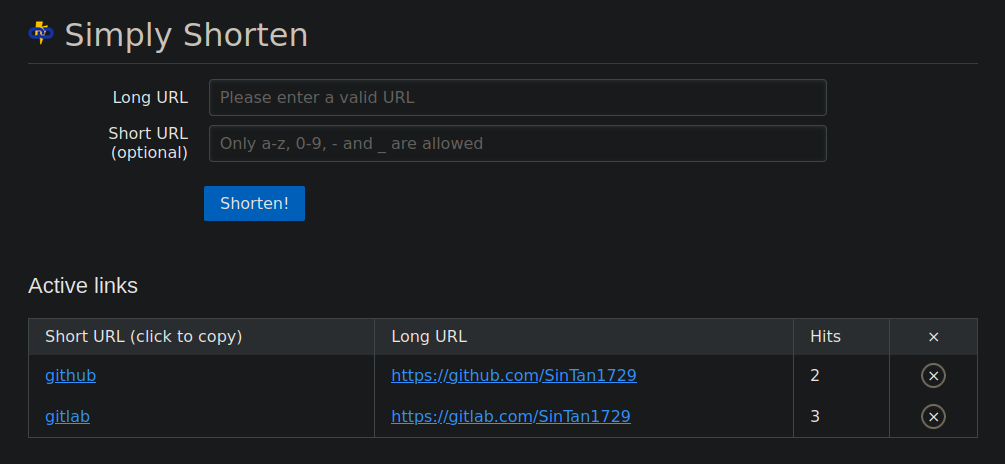 Simply Shorten
Long URL
Please enter a valid URL
Short URL
(optional)
Only a-z, 0-9, - and _ are allowed
Shorten!
Active links
Short URL (click to copy) Long URL Hits ×
github https://github.com/SinTan1729 2 ×
gitlab https://gitlab.com/SinTan1729 3 ×